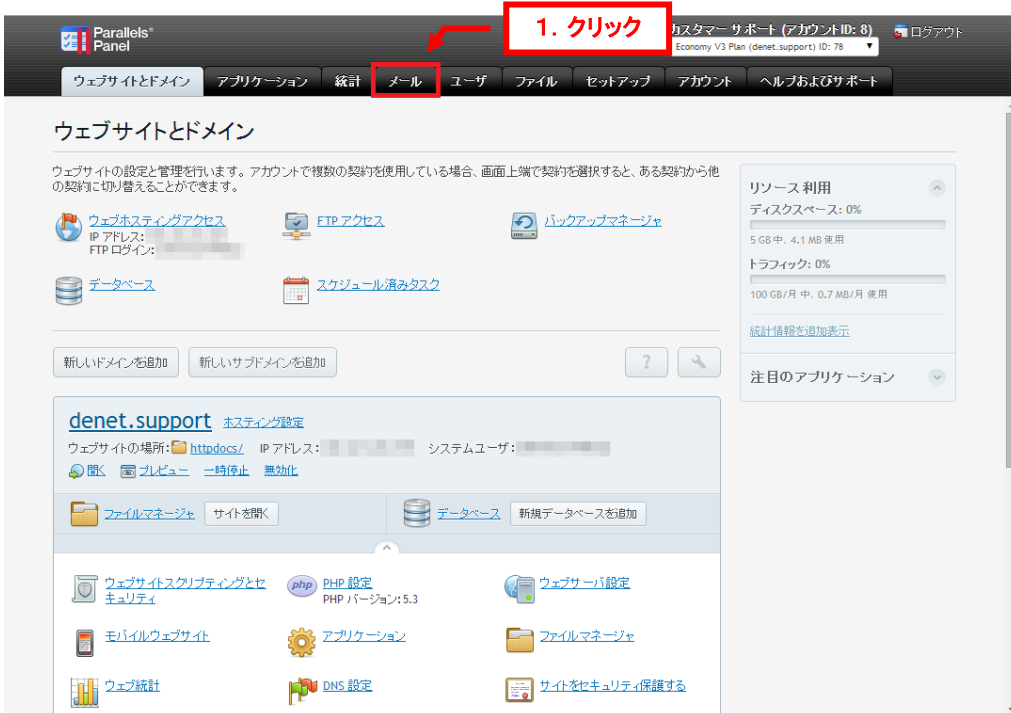 Parallels®
Panel
1. クリック
カスタマー サポート (アカウントID: 8)
ログアウト
Economy V3 Plan (denet.support) ID: 78
ウェブサイトとドメイン
アプリケーション
統計
メール
ユーザ
ファイル
セットアップ
アカウント
ヘルプおよびサポート
ウェブサイトとドメイン
ウェブサイトの設定と管理を行います。アカウントで複数の契約を使用している場合、画面上端で契約を選択すると、ある契約から他
の契約に切り替えることができます。
ウェブホスティングアクセス
IP アドレス:
FTP ログイン:
FTP アクセス
バックアップマネージャ
データベース
スケジュール済みタスク
リソース利用
ディスクスペース: 0%
5 GB 中、4.1 MB 使用
トラフィック: 0%
100 GB/月 中、0.7 MB/月 使用
統計情報を追加表示
注目のアプリケーション
新しいドメインを追加
新しいサブドメインを追加
?
denet.support ホスティング設定
ウェブサイトの場所: httpdocs/ IP アドレス: システムユーザ:
開く プレビュー 一時停止 無効化
ファイルマネージャ サイトを開く
データベース 新規データベースを追加
ウェブサイトスクリプティングとセ
キュリティ
php
PHP 設定
PHP バージョン: 5.3
ウェブサーバ設定
モバイルウェブサイト
アプリケーション
ファイルマネージャ
ウェブ統計
DNS 設定
サイトをセキュリティ保護する